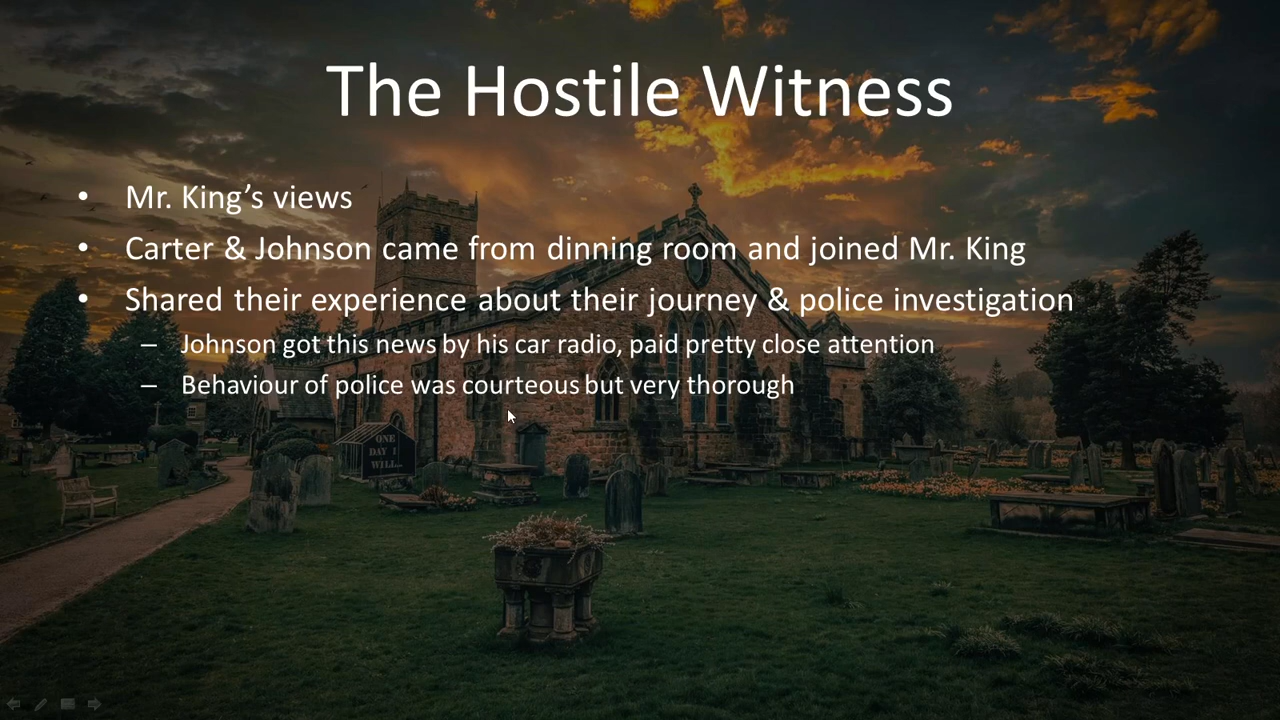 The Hostile Witness
• Mr. King's views
• Carter & Johnson came from dinning room and joined Mr. King
• Shared their experience about their journey & police investigation
– Johnson got this news by his car radio, paid pretty close attention
– Behaviour of police was courteous but very thorough
ONE
DAY I
WILL...